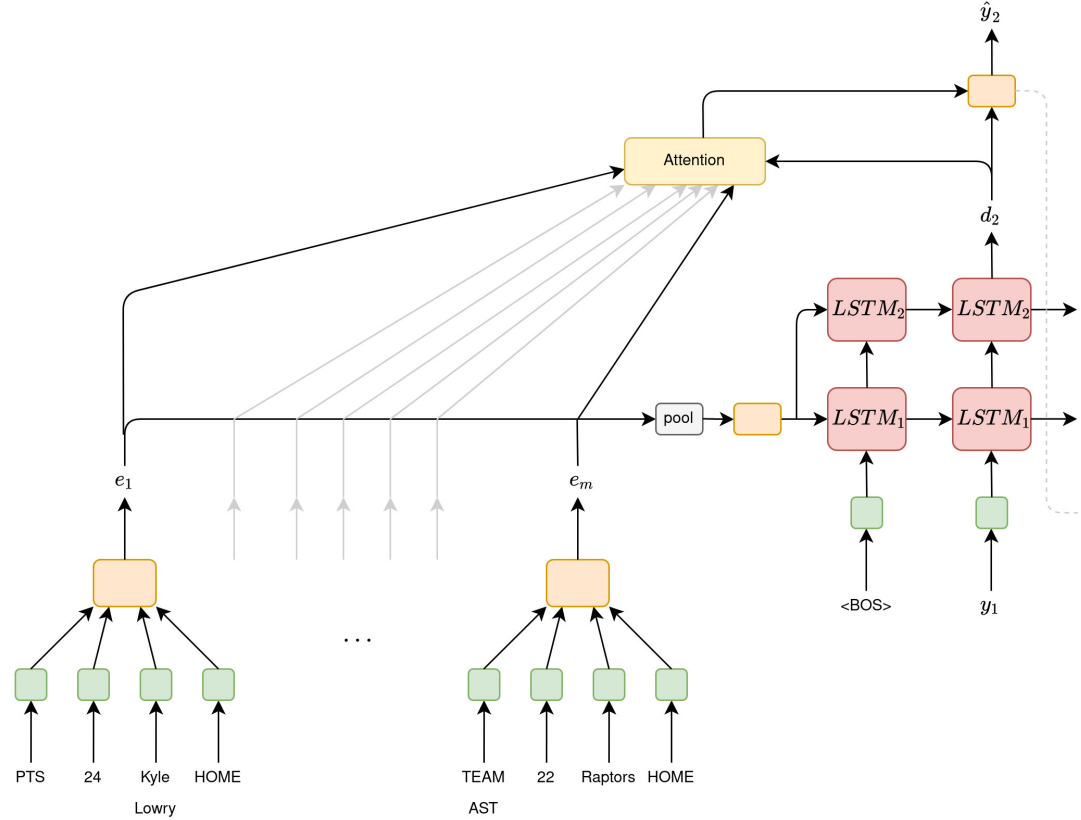 ŷ₂
Attention
d₂
LSTM₂ LSTM₂
pool LSTM₁ LSTM₁
e₁ eₘ
<BOS> y₁
...
PTS 24 Kyle HOME TEAM 22 Raptors HOME
Lowry AST